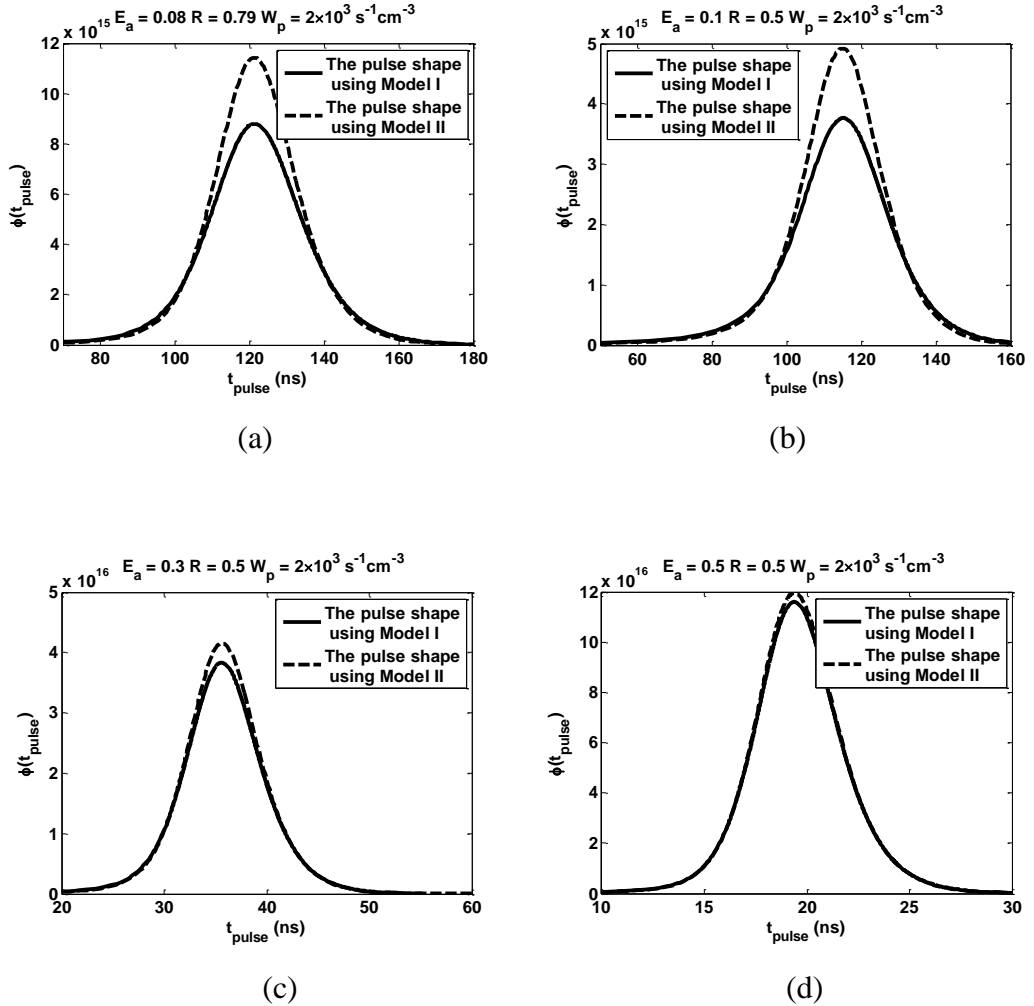 x 10^15 E_a = 0.08 R = 0.79 W_p = 2×10^3 s^-1cm^-3
12
10
8
6
4
2
0
ϕ(t_pulse)
The pulse shape
using Model I
The pulse shape
using Model II
80 100 120 140 160 180
t_pulse (ns)
(a)
x 10^15 E_a = 0.1 R = 0.5 W_p = 2×10^3 s^-1cm^-3
5
4
3
2
1
0
ϕ(t_pulse)
The pulse shape
using Model I
The pulse shape
using Model II
60 80 100 120 140 160
t_pulse (ns)
(b)
x 10^16 E_a = 0.3 R = 0.5 W_p = 2×10^3 s^-1cm^-3
5
4
3
2
1
0
ϕ(t_pulse)
The pulse shape
using Model I
The pulse shape
using Model II
20 30 40 50 60
t_pulse (ns)
(c)
x 10^16 E_a = 0.5 R = 0.5 W_p = 2×10^3 s^-1cm^-3
12
10
8
6
4
2
0
ϕ(t_pulse)
The pulse shape
using Model I
The pulse shape
using Model II
10 15 20 25 30
t_pulse (ns)
(d)